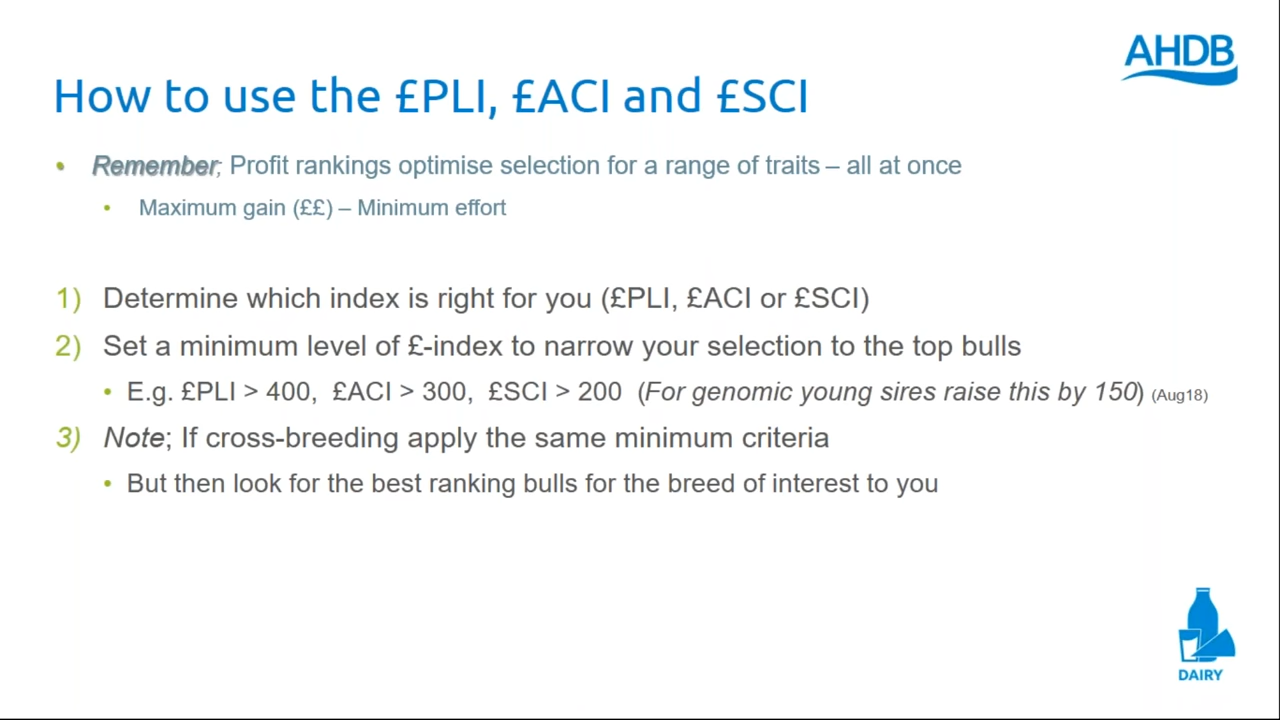 AHDB
How to use the £PLI, £ACI and £SCI
• Remember; Profit rankings optimise selection for a range of traits – all at once
• Maximum gain (££) – Minimum effort
1) Determine which index is right for you (£PLI, £ACI or £SCI)
2) Set a minimum level of £-index to narrow your selection to the top bulls
• E.g. £PLI > 400, £ACI > 300, £SCI > 200 (For genomic young sires raise this by 150) (Aug18)
3) Note; If cross-breeding apply the same minimum criteria
• But then look for the best ranking bulls for the breed of interest to you
DAIRY